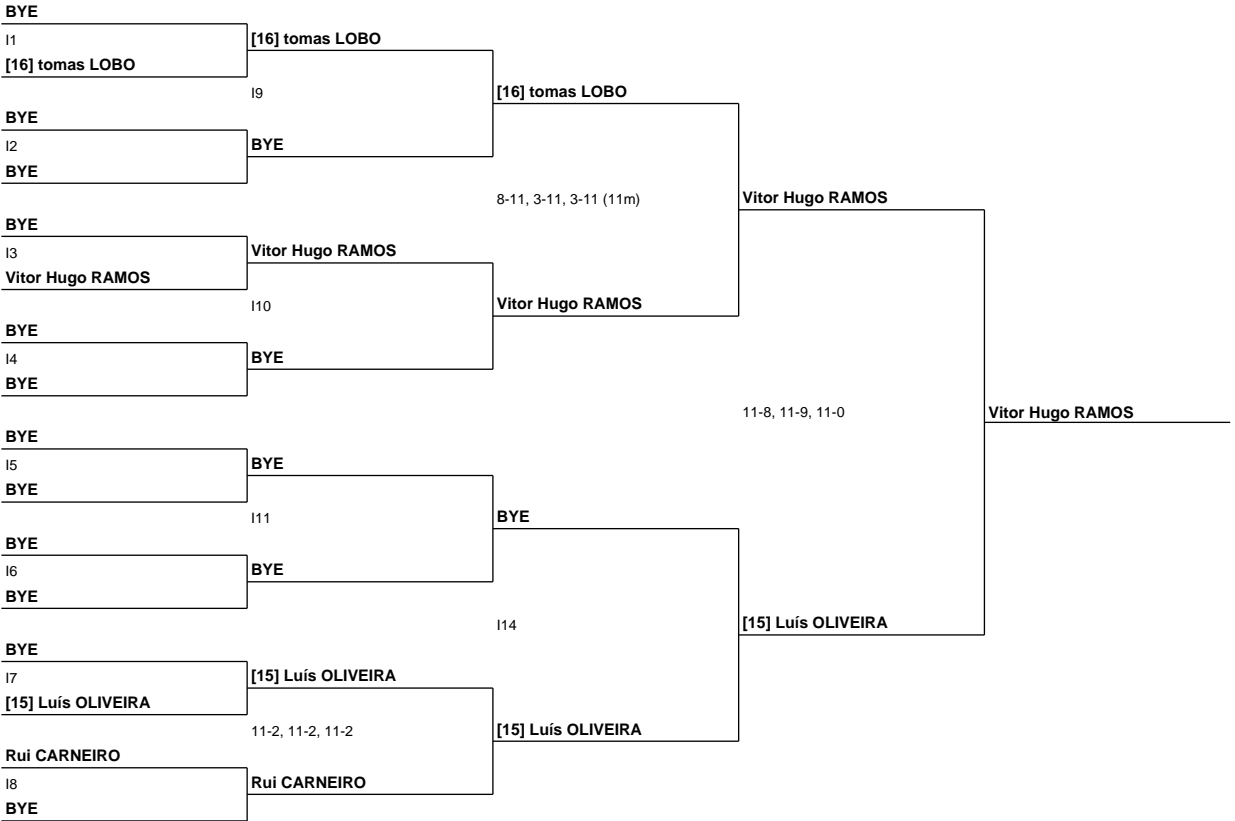 BYE
I1
[16] tomas LOBO
[16] tomas LOBO
I9
[16] tomas LOBO
BYE
I2
BYE
BYE
8-11, 3-11, 3-11 (11m)
Vitor Hugo RAMOS
BYE
I3
Vitor Hugo RAMOS
Vitor Hugo RAMOS
I10
Vitor Hugo RAMOS
BYE
I4
BYE
BYE
11-8, 11-9, 11-0
Vitor Hugo RAMOS
BYE
I5
BYE
BYE
I11
BYE
BYE
I6
BYE
BYE
I14
[15] Luís OLIVEIRA
BYE
I7
[15] Luís OLIVEIRA
[15] Luís OLIVEIRA
11-2, 11-2, 11-2
[15] Luís OLIVEIRA
Rui CARNEIRO
I8
Rui CARNEIRO
BYE